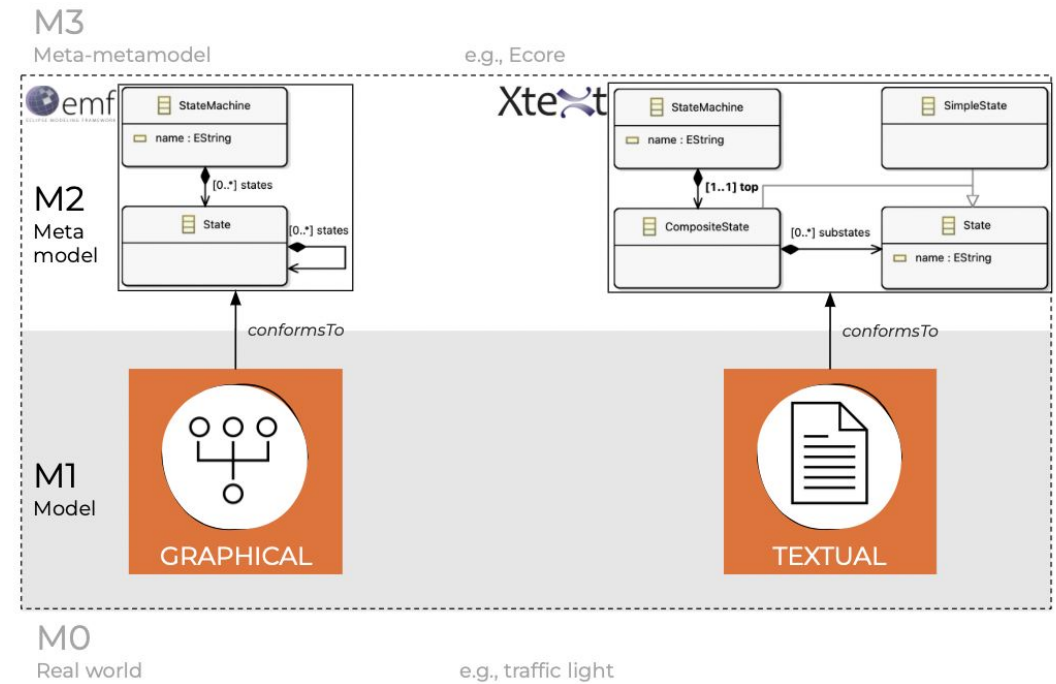 M3
Meta-metamodel
e.g., Ecore
emf
ECLIPSE MODELING FRAMEWORK
StateMachine
name : EString
[0..*] states
State
[0..*] states
Xtext
StateMachine
name : EString
SimpleState
[1..1] top
CompositeState
[0..*] substates
State
name : EString
M2
Meta
model
conformsTo
conformsTo
M1
Model
GRAPHICAL
TEXTUAL
M0
Real world
e.g., traffic light